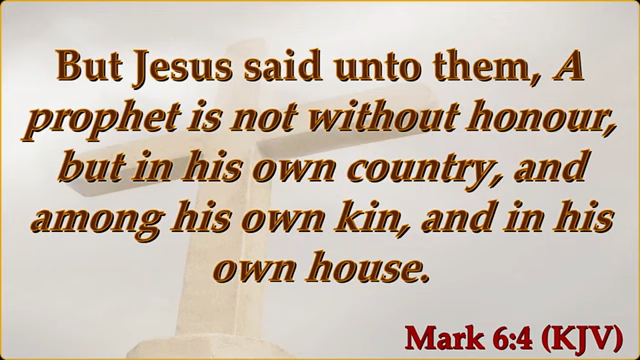 But Jesus said unto them, A
prophet is not without honour,
but in his own country, and
among his own kin, and in his
own house.
Mark 6:4 (KJV)